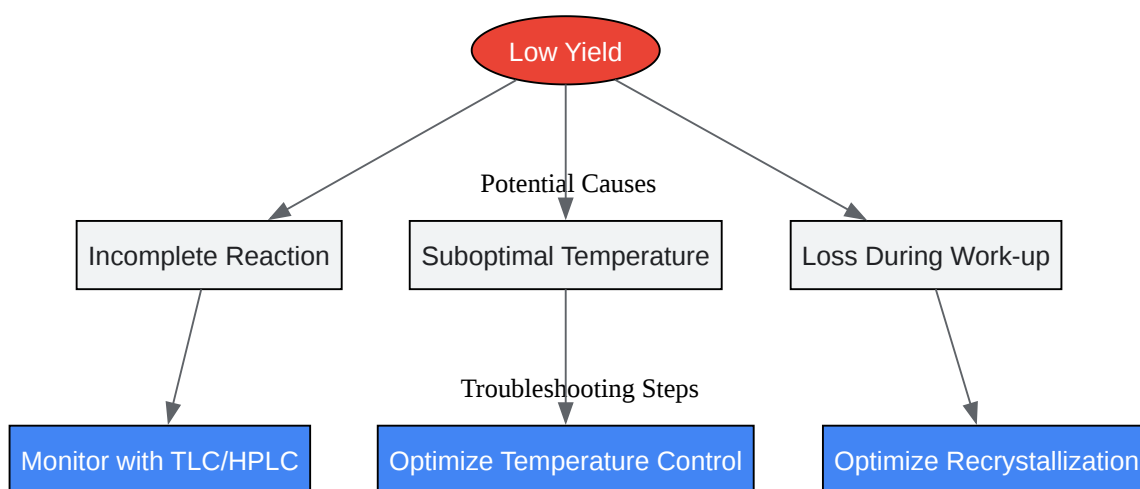 Low Yield
Potential Causes
Incomplete Reaction
Suboptimal Temperature
Loss During Work-up
Troubleshooting Steps
Monitor with TLC/HPLC
Optimize Temperature Control
Optimize Recrystallization